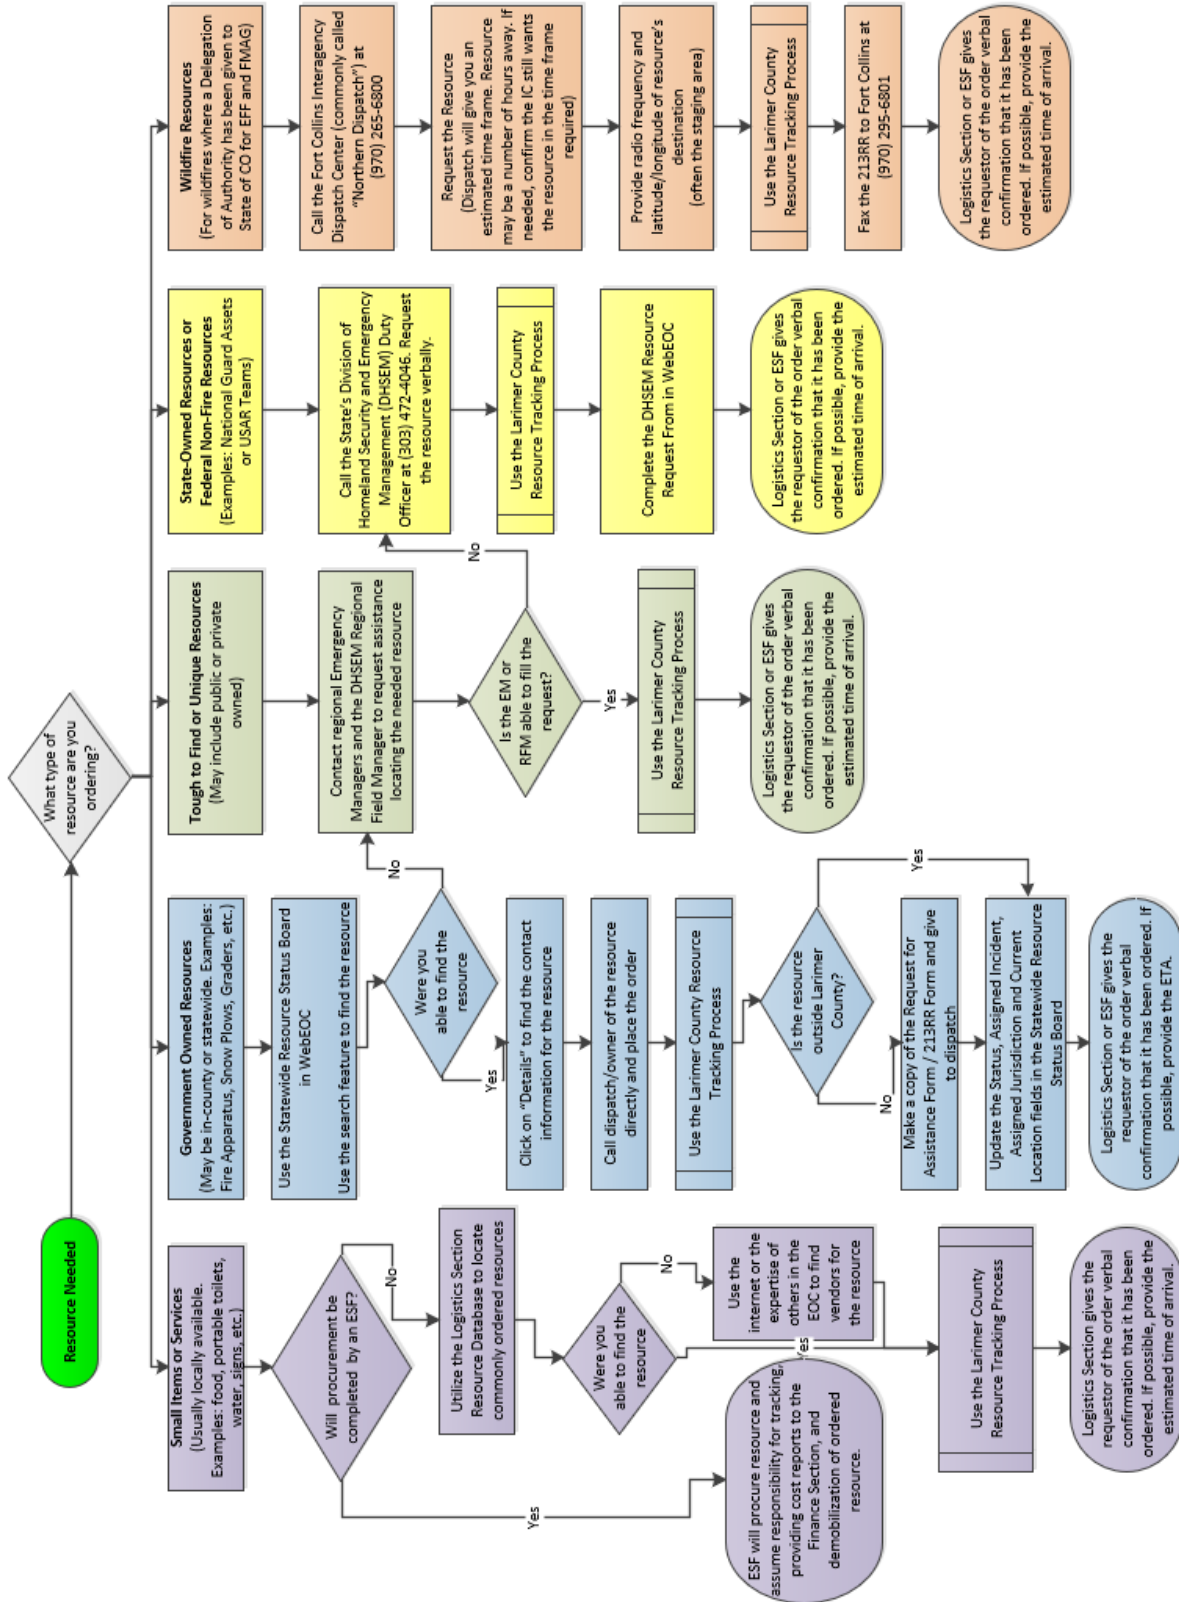 Resource Needed
What type of
resource are you
ordering?
Small Items or Services
(Usually locally available.
Examples: food, portable toilets,
water, signs, etc.)
Will procurement be
completed by an ESF?
No
Yes
Utilize the Logistics Section
Resource Database to locate
commonly ordered resources
Were you
able to find the
resource
No
Yes
Use the
internet or the
expertise of
others in the
EOC to find
vendors for
the resource
ESF will procure resource and
assume responsibility for tracking,
providing cost reports to the
Finance Section, and
demobilization of ordered
resource.
Use the Larimer County
Resource Tracking Process
Logistics Section gives the
requestor of the order verbal
confirmation that it has been
ordered. If possible, provide the
estimated time of arrival.
Government Owned Resources
(May be in-county or statewide. Examples:
Fire Apparatus, Snow Plows, Graders, etc.)
Use the Statewide Resource Status Board
in WebEOC
Use the search feature to find the resource
Were you
able to find the
resource
No
Yes
Click on "Details" to find the contact
information for the resource
Call dispatch/owner of the resource
directly and place the order
Use the Larimer County Resource
Tracking Process
Is the resource
outside Larimer
County?
Yes
No
Make a copy of the Request for
Assistance Form / 213RR Form and give
to dispatch
Update the Status, Assigned Incident,
Assigned Jurisdiction and Current
Location fields in the Statewide Resource
Status Board
Logistics Section or ESF gives the
requestor of the order verbal
confirmation that it has been ordered. If
possible, provide the ETA.
Tough to Find or Unique Resources
(May include public or private
owned)
Contact regional Emergency
Managers and the DHSEM Regional
Field Manager to request assistance
locating the needed resource
Is the EM or
RFM able to fill the
request?
No
Yes
Use the Larimer County
Resource Tracking Process
Logistics Section or ESF gives
the requestor of the order verbal
confirmation that it has been
ordered. If possible, provide the
estimated time of arrival.
State-Owned Resources or
Federal Non-Fire Resources
(Examples: National Guard Assets
or USAR Teams)
Call the State's Division of
Homeland Security and Emergency
Management (DHSEM) Duty
Officer at (303) 472-4046. Request
the resource verbally.
Use the Larimer County
Resource Tracking Process
Complete the DHSEM Resource
Request From in WebEOC
Logistics Section or ESF gives
the requestor of the order verbal
confirmation that it has been
ordered. If possible, provide the
estimated time of arrival.
Wildfire Resources
(For wildfires where a Delegation
of Authority has been given to
State of CO for EFF and FMAG)
Call the Fort Collins Interagency
Dispatch Center (commonly called
"Northern Dispatch") at
(970) 265-6800
Request the Resource
(Dispatch will give you an
estimated time frame. Resource
may be a number of hours away. If
needed, confirm the IC still wants
the resource in the time frame
required)
Provide radio frequency and
latitude/longitude of resource's
destination
(often the staging area)
Use the Larimer County
Resource Tracking Process
Fax the 213RR to Fort Collins at
(970) 295-6801
Logistics Section or ESF gives
the requestor of the order verbal
confirmation that it has been
ordered. If possible, provide the
estimated time of arrival.